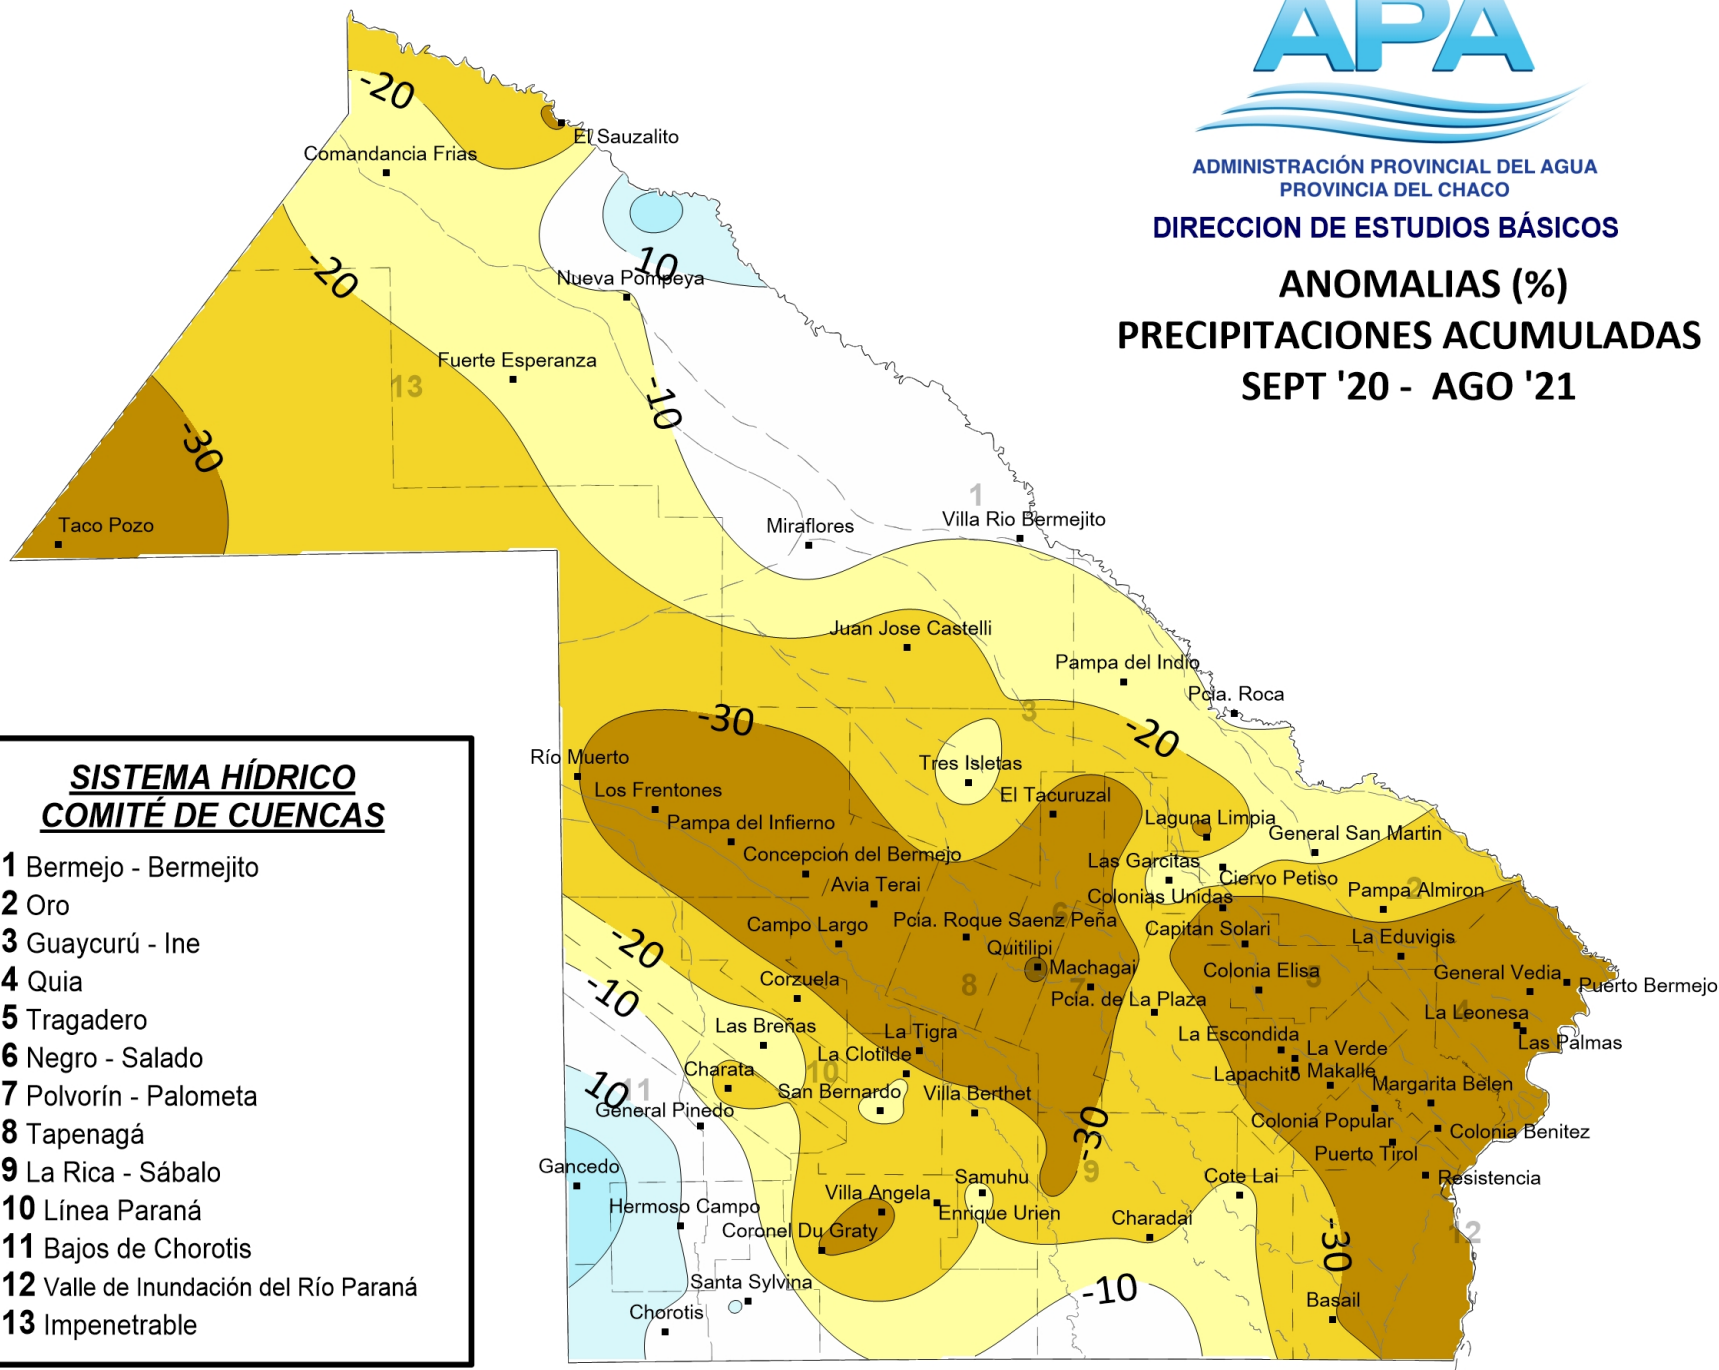 APA
ADMINISTRACIÓN PROVINCIAL DEL AGUA
PROVINCIA DEL CHACO
DIRECCION DE ESTUDIOS BÁSICOS
ANOMALIAS (%)
PRECIPITACIONES ACUMULADAS
SEPT '20 - AGO '21
-20
El Sauzalito
Comandancia Frias
10
-20
Nueva Pompeya
Fuerte Esperanza
13
-10
-30
1
Taco Pozo
Miraflores
Villa Rio Bermejito
Juan Jose Castelli
Pampa del Indio
Pcia. Roca
3
-30
-20
Río Muerto
Tres Isletas
Los Frentones
El Tacuruzal
Pampa del Infierno
Laguna Limpia
General San Martin
Concepcion del Bermejo
Las Garcitas
Ciervo Petiso
Avia Terai
Colonias Unidas
Pampa Almiron
2
Campo Largo
Pcia. Roque Saenz Peña
6
Capitan Solari
La Eduvigis
-20
Quitilipi
Machagai
Colonia Elisa
5
General Vedia
Puerto Bermejo
Corzuela
8
7
-10
Pcia. de La Plaza
La Leonesa
4
Las Breñas
La Tigra
La Escondida
La Verde
Las Palmas
La Clotilde
Charata
10
Lapachito
Makallé
Margarita Belen
10
11
San Bernardo
Villa Berthet
General Pinedo
-30
Colonia Popular
Colonia Benitez
Puerto Tirol
Gancedo
9
Samuhu
Cote Lai
Resistencia
Villa Angela
Hermoso Campo
Enrique Urien
Charadai
Coronel Du Graty
12
-30
Santa Sylvina
-10
Chorotis
Basail
SISTEMA HÍDRICO
COMITÉ DE CUENCAS
1 Bermejo - Bermejito
2 Oro
3 Guaycurú - Ine
4 Quia
5 Tragadero
6 Negro - Salado
7 Polvorín - Palometa
8 Tapenagá
9 La Rica - Sábalo
10 Línea Paraná
11 Bajos de Chorotis
12 Valle de Inundación del Río Paraná
13 Impenetrable